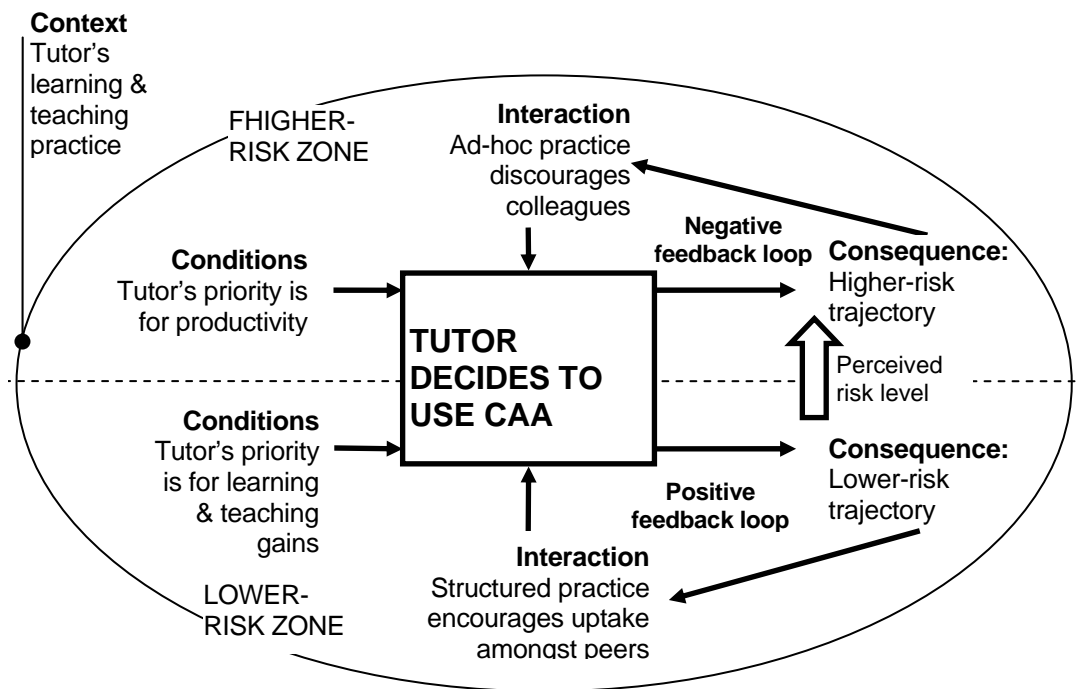 Context
Tutor's
learning &
teaching
practice
FHIGHER-
RISK ZONE
Interaction
Ad-hoc practice
discourages
colleagues
Negative
feedback loop
Conditions
Tutor's priority is
for productivity
Consequence:
Higher-risk
trajectory
TUTOR
DECIDES TO
USE CAA
Perceived
risk level
Conditions
Tutor's priority
is for learning
& teaching
gains
Consequence:
Lower-risk
trajectory
Positive
feedback loop
Interaction
Structured practice
encourages uptake
amongst peers
LOWER-
RISK ZONE